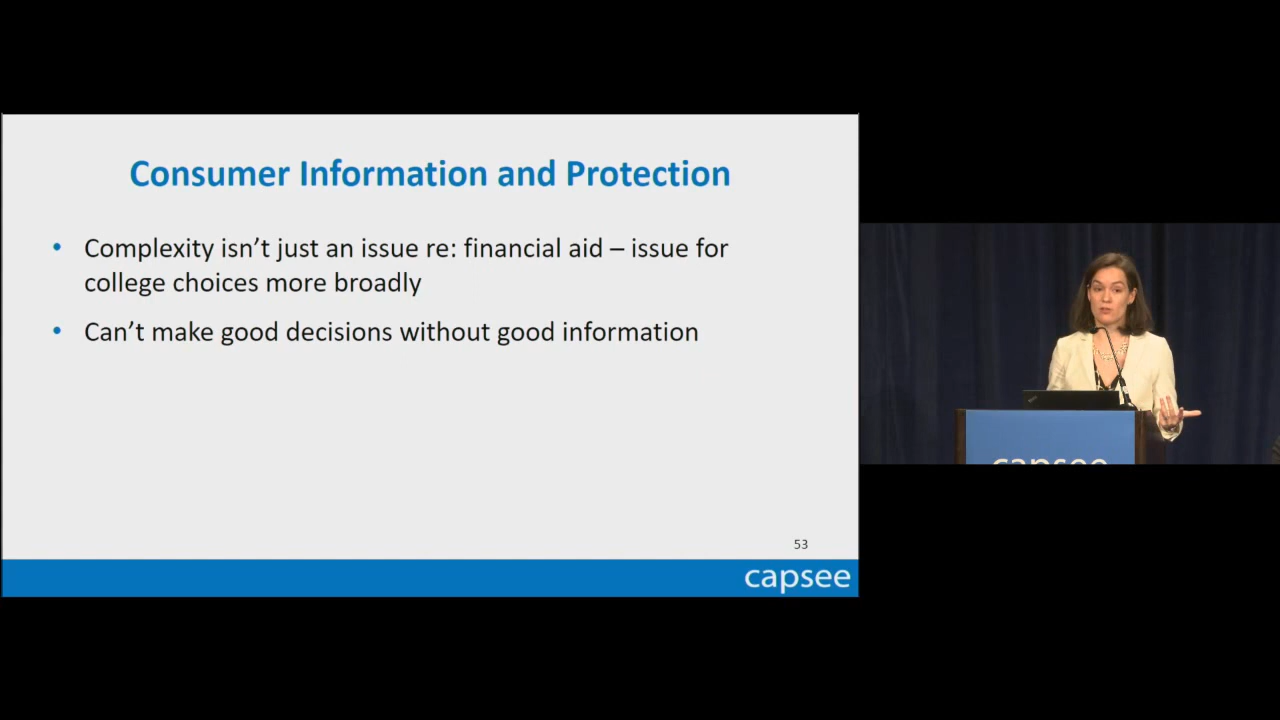 Consumer Information and Protection
• Complexity isn't just an issue re: financial aid – issue for
college choices more broadly
• Can't make good decisions without good information
53
capsee
capsee